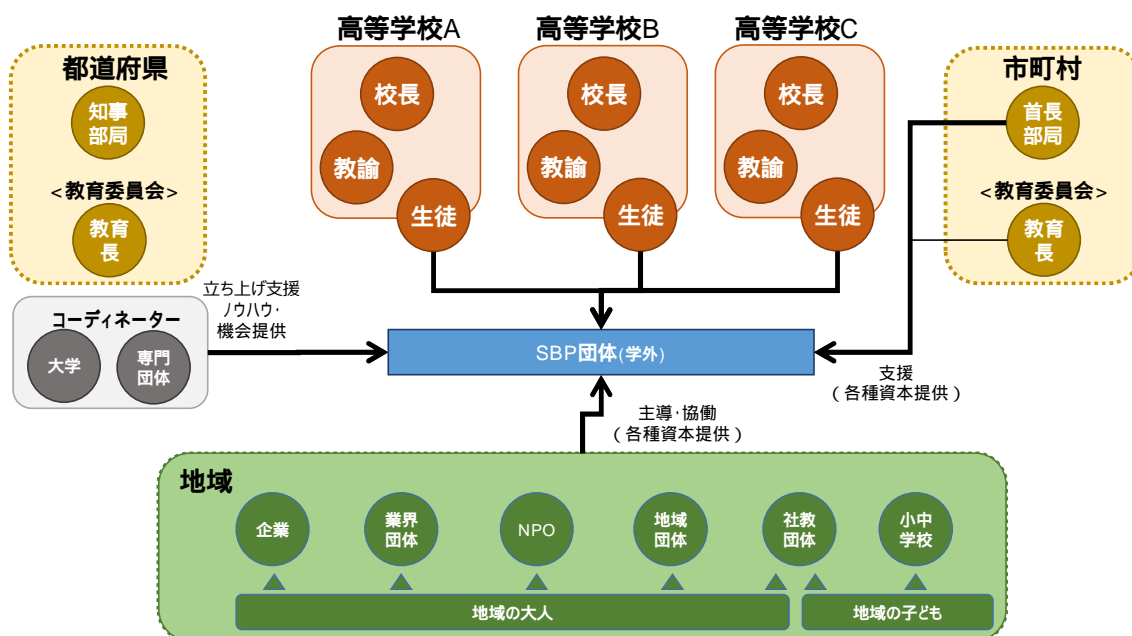 高等学校A
高等学校B
高等学校C
都道府県
知事
部局
<教育委員会>
教育
長
校長
教諭
生徒
校長
教諭
生徒
校長
教諭
生徒
市町村
首長
部局
<教育委員会>
教育
長
コーディネーター
大学
専門
団体
立ち上げ支援
ノウハウ・
機会提供
SBP団体(学外)
支援
(各種資本提供)
主導・協働
(各種資本提供)
地域
企業
業界
団体
NPO
地域
団体
社教
団体
小中
学校
地域の大人
地域の子ども